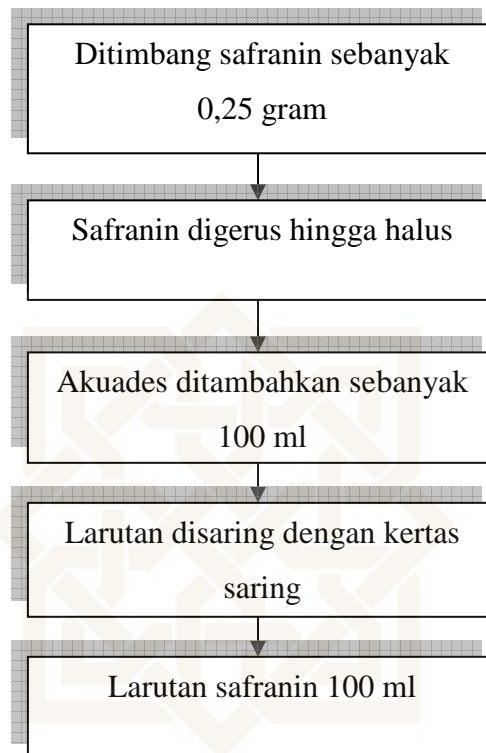 Ditimbang safranin sebanyak
0,25 gram
Safranin digerus hingga halus
Akuades ditambahkan sebanyak
100 ml
Larutan disaring dengan kertas
saring
Larutan safranin 100 ml